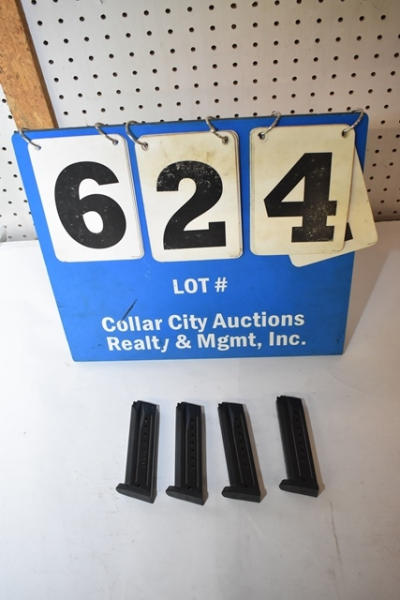 624
LOT #
Collar City Auctions
Realty & Mgmt, Inc.